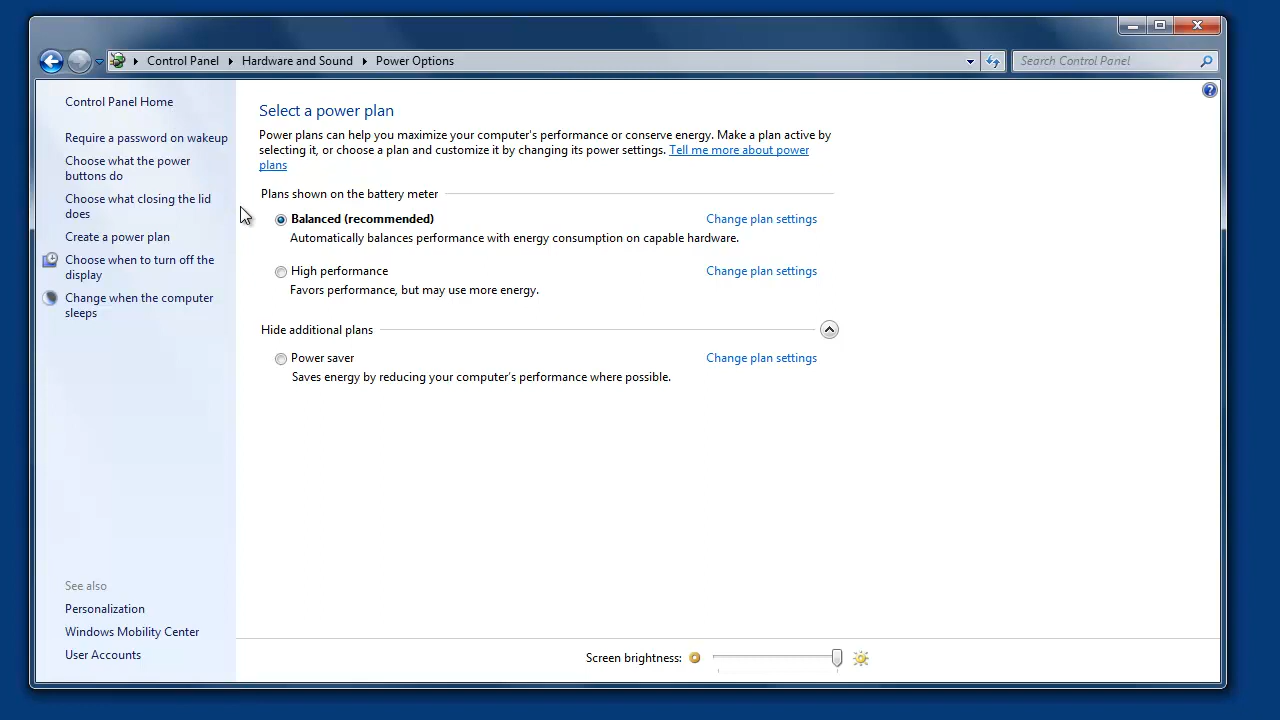 Control Panel Hardware and Sound Power Options
Search Control Panel
Control Panel Home
Require a password on wakeup
Choose what the power
buttons do
Choose what closing the lid
does
Create a power plan
Choose when to turn off the
display
Change when the computer
sleeps
See also
Personalization
Windows Mobility Center
User Accounts
Select a power plan
Power plans can help you maximize your computer's performance or conserve energy. Make a plan active by
selecting it, or choose a plan and customize it by changing its power settings. Tell me more about power
plans
Plans shown on the battery meter
Balanced (recommended) Change plan settings
Automatically balances performance with energy consumption on capable hardware.
High performance Change plan settings
Favors performance, but may use more energy.
Hide additional plans
Power saver Change plan settings
Saves energy by reducing your computer's performance where possible.
Screen brightness: